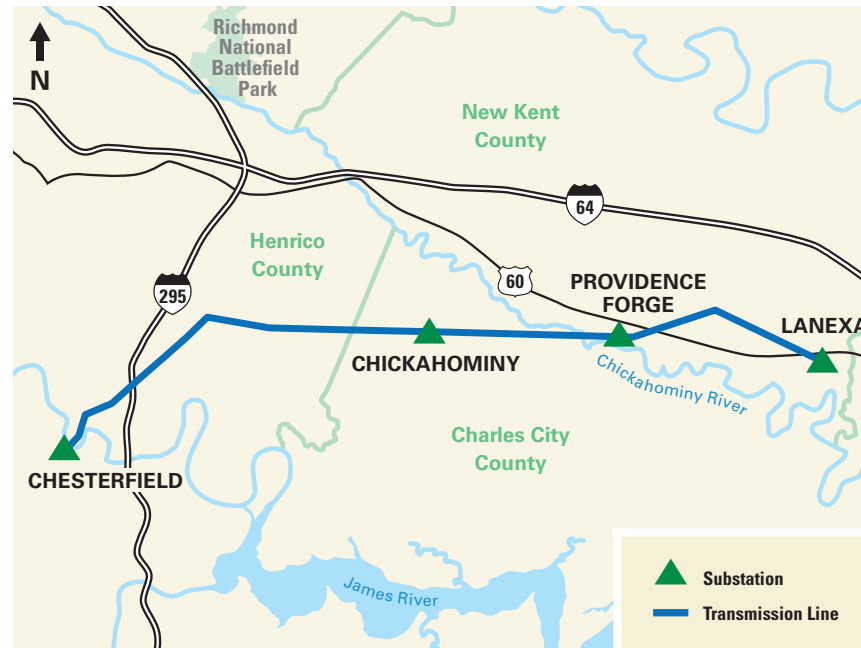 Richmond
National
Battlefield
Park
N
New Kent
County
64
Henrico
County
295
60
PROVIDENCE
FORGE
LANEXA
CHICKAHOMINY
Chickahominy River
Charles City
County
CHESTERFIELD
James River
Substation
Transmission Line